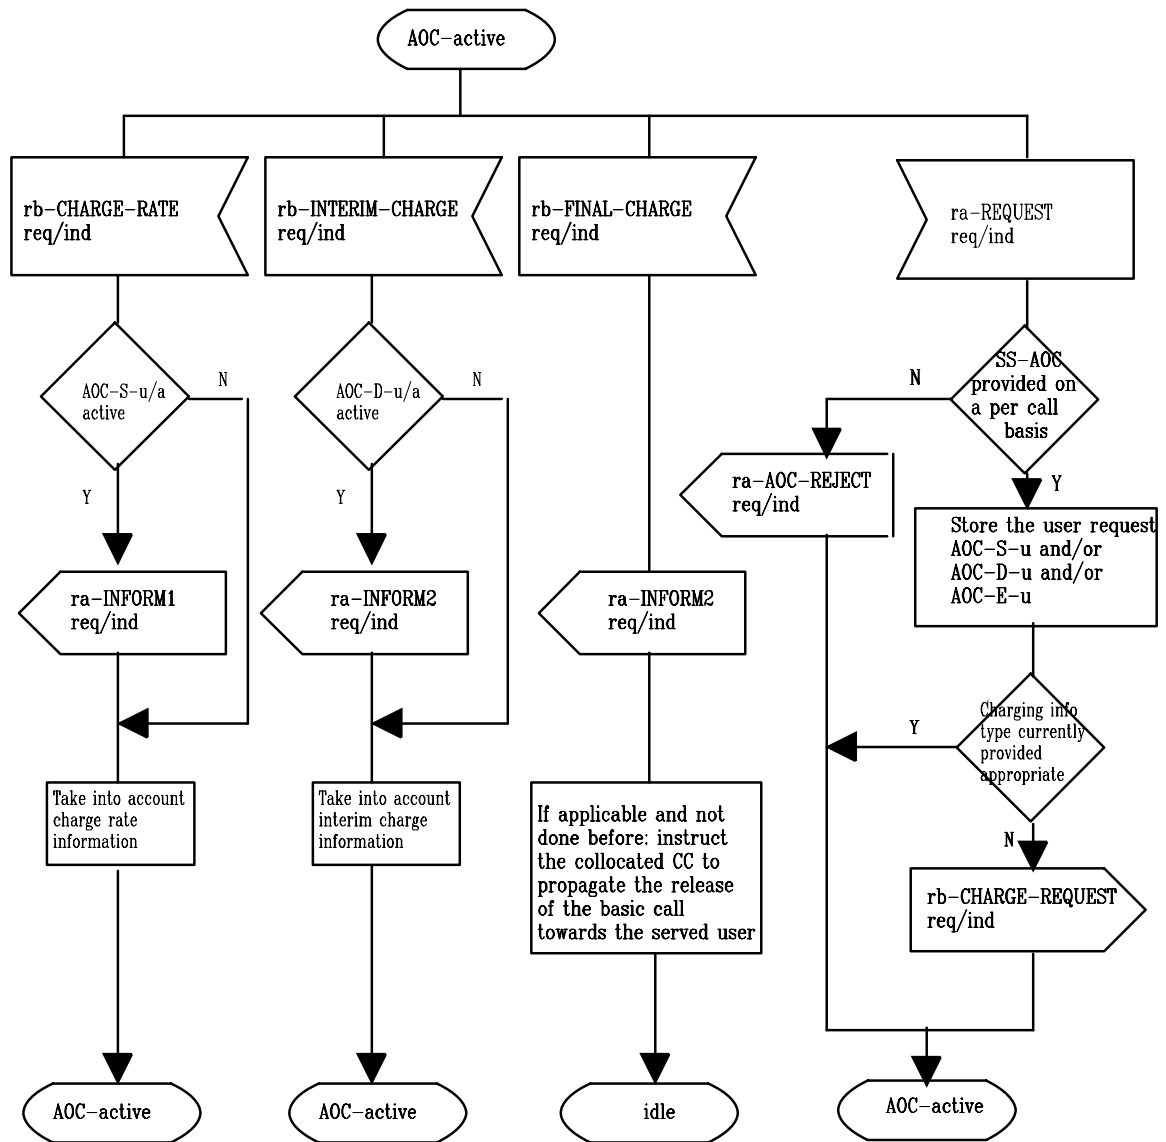 AOC-active
rb-CHARGE-RATE
req/ind
rb-INTERIM-CHARGE
req/ind
rb-FINAL-CHARGE
req/ind
ra-REQUEST
req/ind
AOC-S-u/a
active
N
Y
AOC-D-u/a
active
N
Y
SS-AOC
provided on
a per call
basis
N
Y
ra-AOC-REJECT
req/ind
Store the user request
AOC-S-u and/or
AOC-D-u and/or
AOC-E-u
ra-INFORM1
req/ind
ra-INFORM2
req/ind
ra-INFORM2
req/ind
Charging info
type currently
provided
appropriate
Y
N
Take into account
charge rate
information
Take into account
interim charge
information
If applicable and not
done before: instruct
the collocated CC to
propagate the release
of the basic call
towards the served user
rb-CHARGE-REQUEST
req/ind
AOC-active
AOC-active
idle
AOC-active